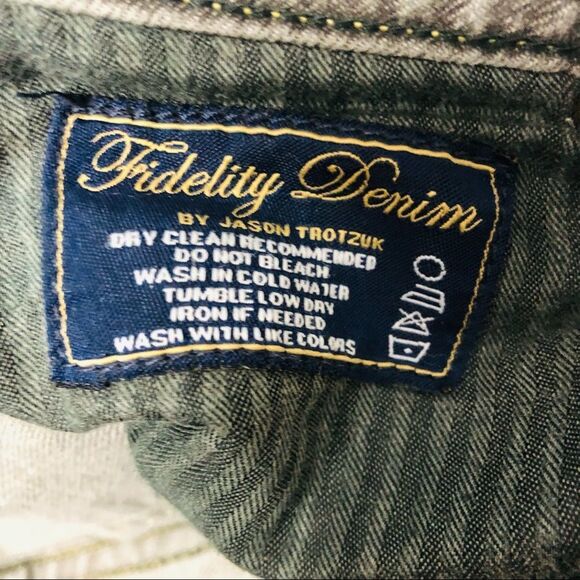 Fidelity Denim
BY JASON TROTZUK
DRY CLEAN RECOMMENDED
DO NOT BLEACH
WASH IN COLD WATER
TUMBLE LOW DRY
IRON IF NEEDED
WASH WITH LIKE COLORS